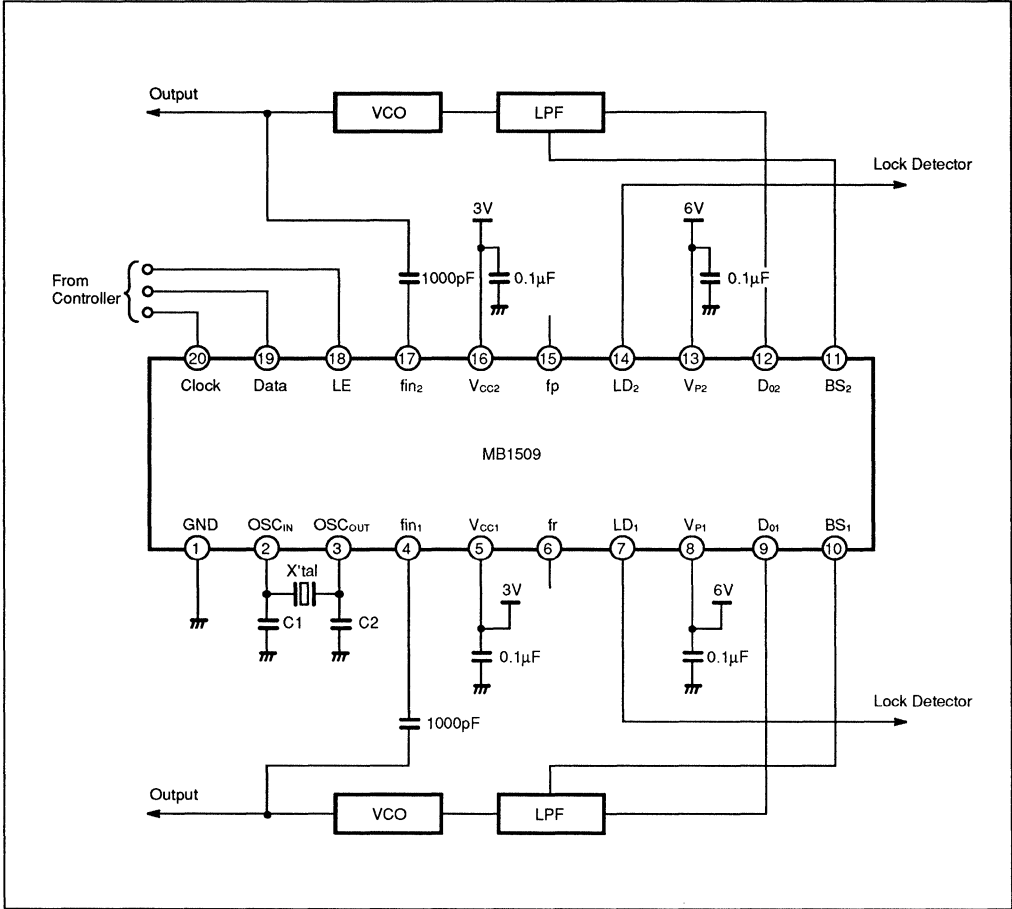 Output
VCO
LPF
Lock Detector
3V
6V
From
Controller
1000pF
0.1µF
0.1µF
20 19 18 17 16 15 14 13 12 11
Clock Data LE fin2 VCC2 fp LD2 VP2 D02 BS2
MB1509
GND OSCIN OSCOUT fin1 VCC1 fr LD1 VP1 D01 BS1
1 2 3 4 5 6 7 8 9 10
X'tal
3V
6V
C1
C2
0.1µF
0.1µF
Lock Detector
1000pF
Output
VCO
LPF